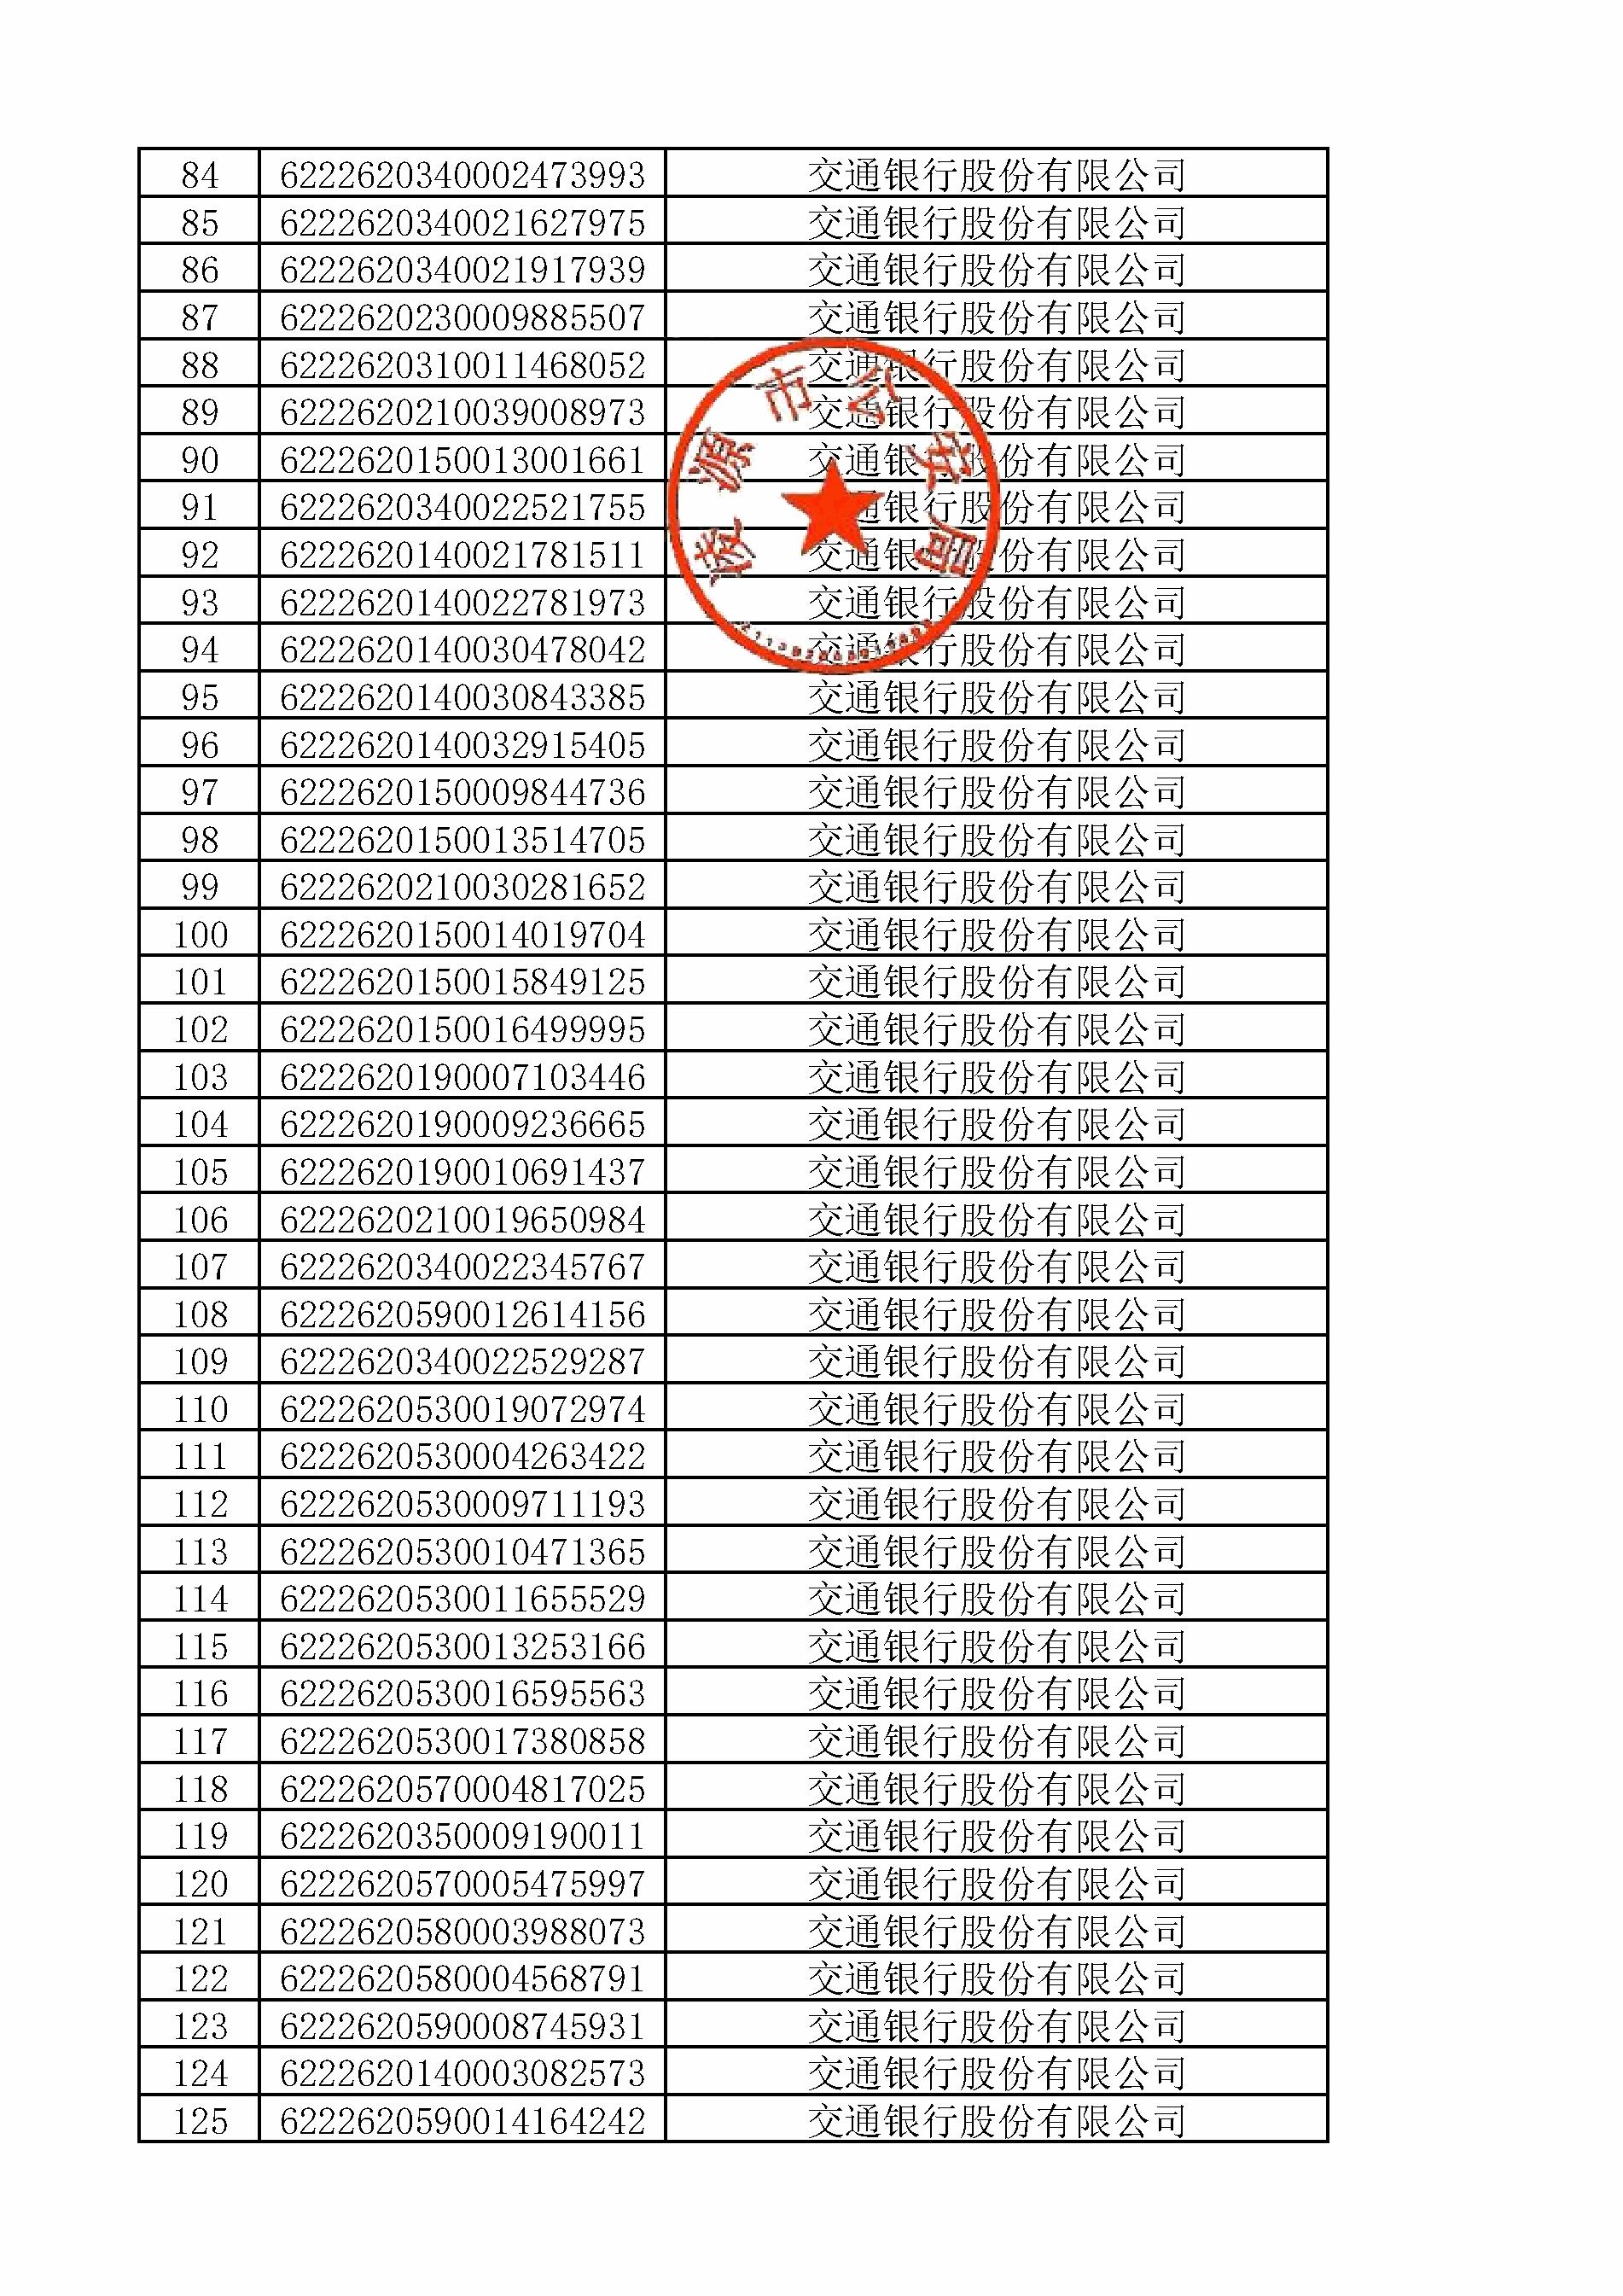 84 6222620340002473993 交通银行股份有限公司
85 6222620340021627975 交通银行股份有限公司
86 6222620340021917939 交通银行股份有限公司
87 6222620230009885507 交通银行股份有限公司
88 6222620310011468052 交通银行股份有限公司
89 6222620210039008973 交通银行股份有限公司
90 6222620150013001661 交通银行股份有限公司
91 6222620340022521755 交通银行股份有限公司
92 6222620140021781511 交通银行股份有限公司
93 6222620140022781973 交通银行股份有限公司
94 6222620140030478042 交通银行股份有限公司
凌源市公安局
95 6222620140030843385 交通银行股份有限公司
96 6222620140032915405 交通银行股份有限公司
97 6222620150009844736 交通银行股份有限公司
98 6222620150013514705 交通银行股份有限公司
99 6222620210030281652 交通银行股份有限公司
100 6222620150014019704 交通银行股份有限公司
101 6222620150015849125 交通银行股份有限公司
102 6222620150016499995 交通银行股份有限公司
103 6222620190007103446 交通银行股份有限公司
104 6222620190009236665 交通银行股份有限公司
105 6222620190010691437 交通银行股份有限公司
106 6222620210019650984 交通银行股份有限公司
107 6222620340022345767 交通银行股份有限公司
108 6222620590012614156 交通银行股份有限公司
109 6222620340022529287 交通银行股份有限公司
110 6222620530019072974 交通银行股份有限公司
111 6222620530004263422 交通银行股份有限公司
112 6222620530009711193 交通银行股份有限公司
113 6222620530010471365 交通银行股份有限公司
114 6222620530011655529 交通银行股份有限公司
115 6222620530013253166 交通银行股份有限公司
116 6222620530016595563 交通银行股份有限公司
117 6222620530017380858 交通银行股份有限公司
118 6222620570004817025 交通银行股份有限公司
119 6222620350009190011 交通银行股份有限公司
120 6222620570005475997 交通银行股份有限公司
121 6222620580003988073 交通银行股份有限公司
122 6222620580004568791 交通银行股份有限公司
123 6222620590008745931 交通银行股份有限公司
124 6222620140003082573 交通银行股份有限公司
125 6222620590014164242 交通银行股份有限公司